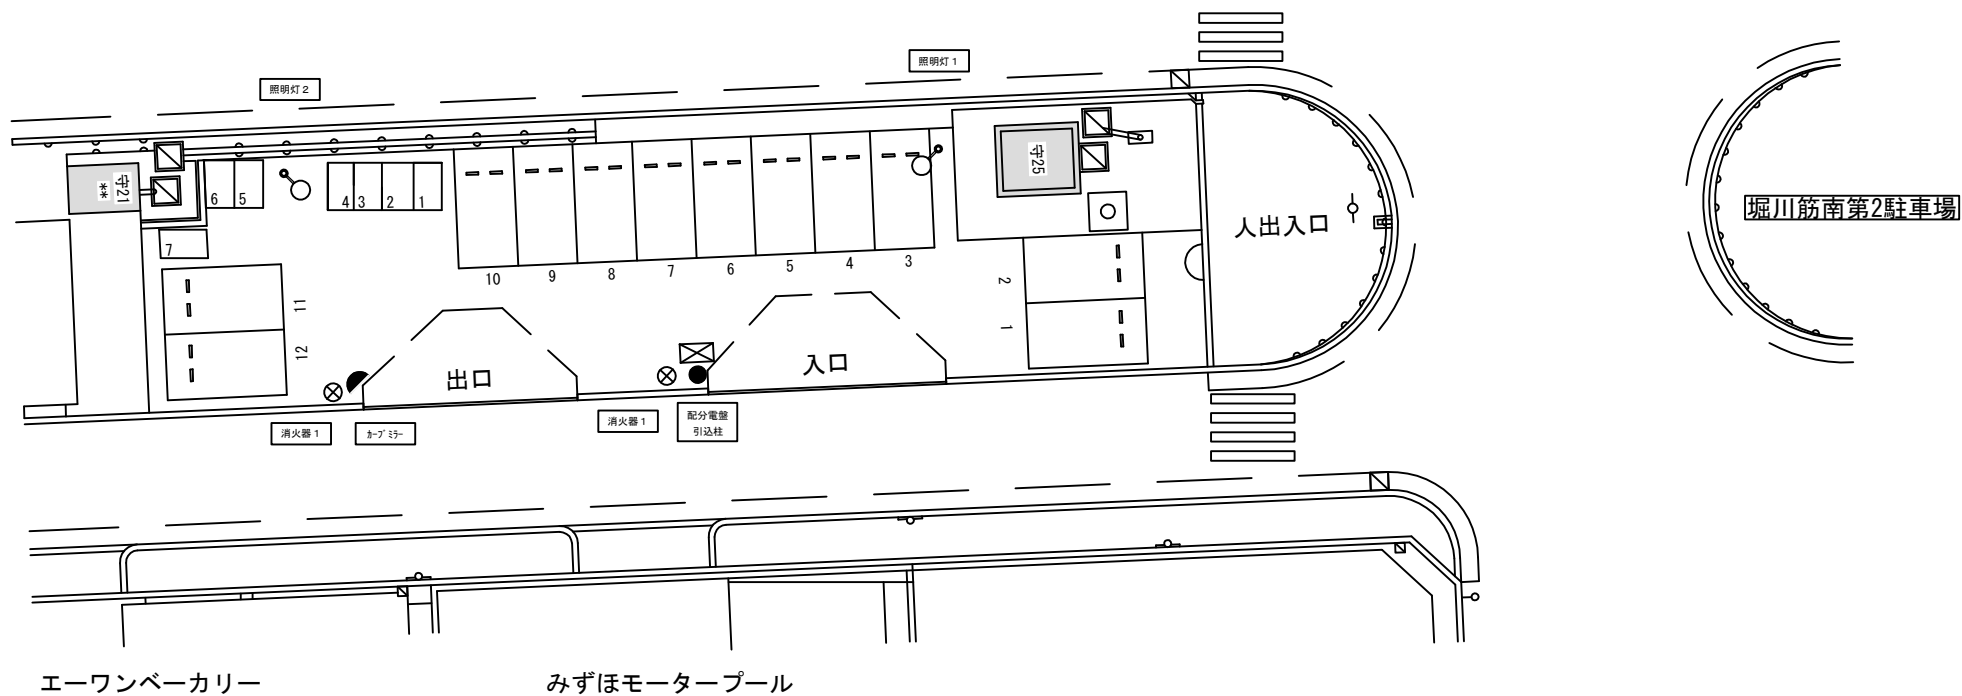 照明灯１
照明灯２
守25
守21
**
堀川筋南第2駐車場
人出入口
6
5
4
3
2
1
7
10
9
8
7
6
5
4
3
2
1
11
12
出口
入口
消火器１
ｶｰﾌﾞﾐﾗｰ
消火器１
配分電盤
引込柱
エーワンベーカリー
みずほモータープール